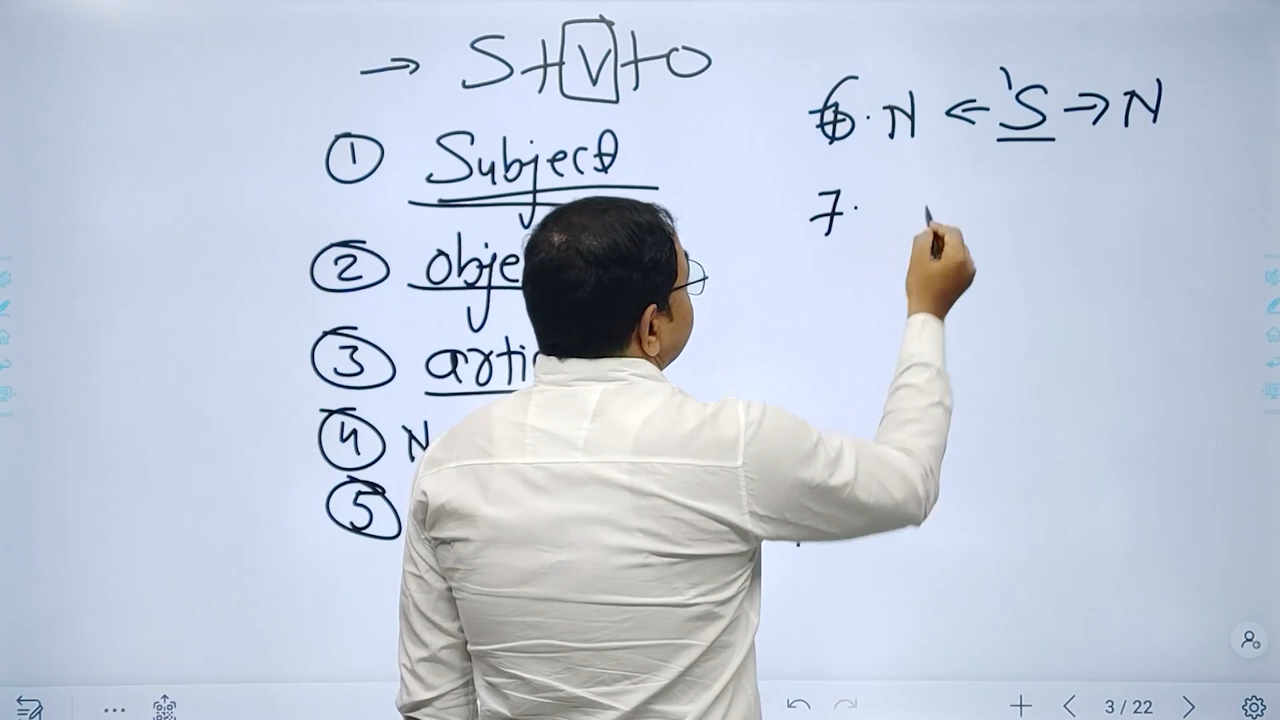 → S+V+O
① Subject
② obje
③ arti
④ N
⑤
6. N ← 'S → N
7.
3 / 22